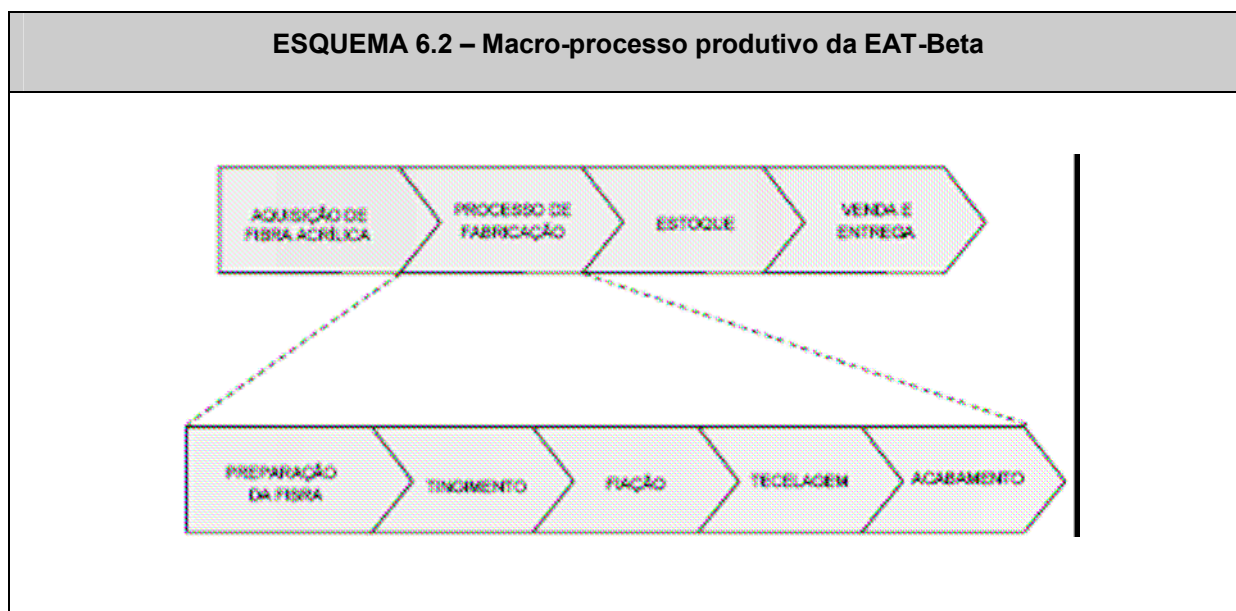 ESQUEMA 6.2 – Macro-processo produtivo da EAT-Beta
AQUISIÇÃO DE
FIBRA ACRÍLICA
PROCESSO DE
FABRICAÇÃO
ESTOQUE
VENDA E
ENTREGA
PREPARAÇÃO
DA FIBRA
TINGIMENTO
FIAÇÃO
TECELAGEM
ACABAMENTO